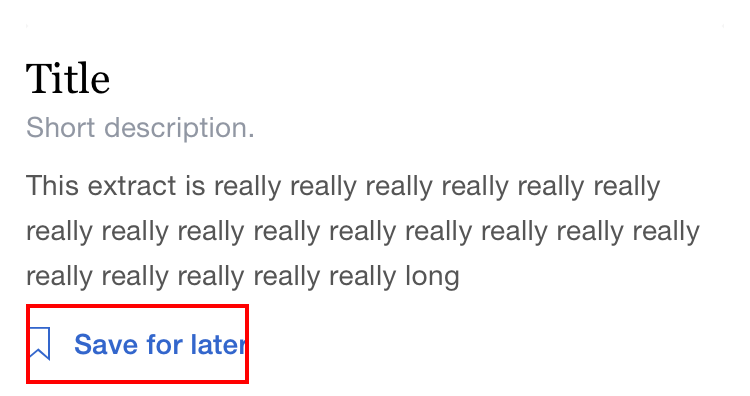 Title
Short description.
This extract is really really really really really really
really really really really really really really really really
really really really really really long
Save for later